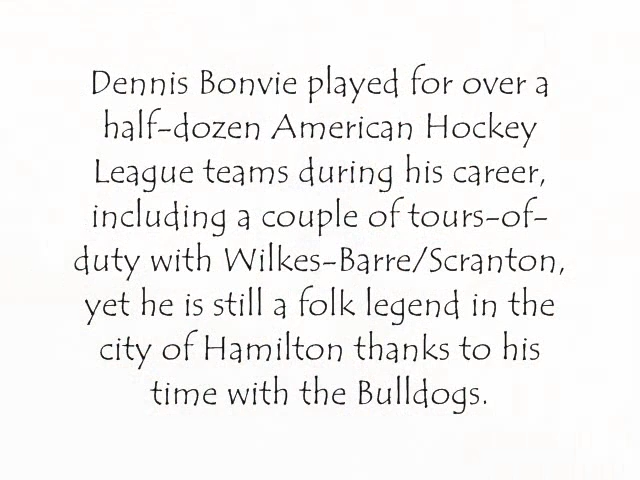 Dennis Bonvie played for over a
half-dozen American Hockey
League teams during his career,
including a couple of tours-of-
duty with Wilkes-Barre/Scranton,
yet he is still a folk legend in the
city of Hamilton thanks to his
time with the Bulldogs.